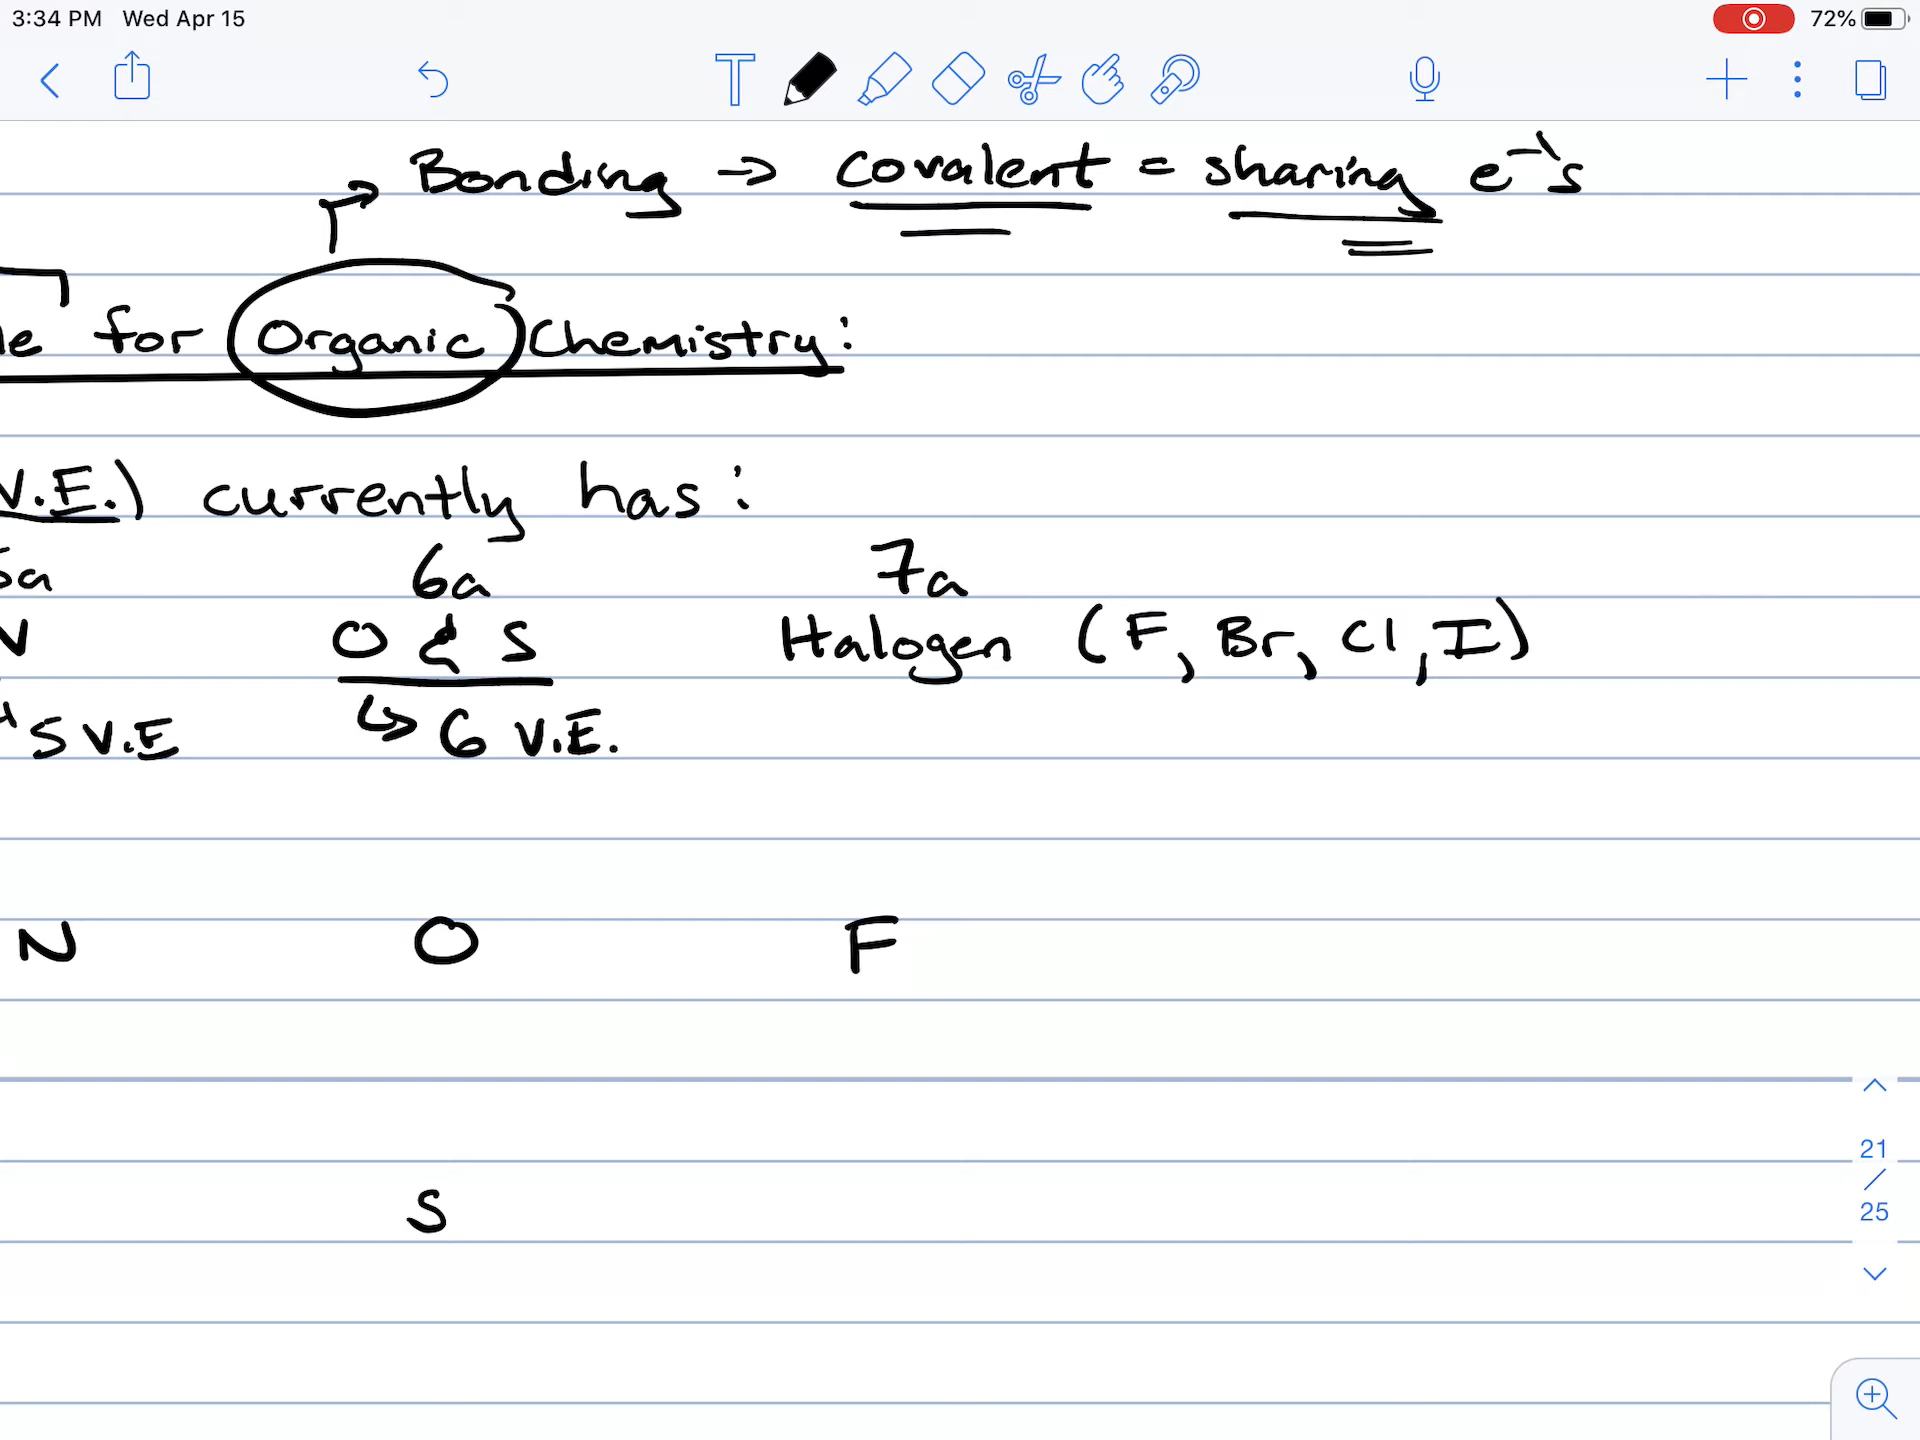 3:34 PM Wed Apr 15 72%
Bonding → covalent = sharing e⁻'s
for Organic Chemistry:
V.E.) currently has:
5a 6a 7a
N O & S Halogen (F, Br, Cl, I)
5 V.E ↳ 6 V.E.
N O F
21
/
S
25